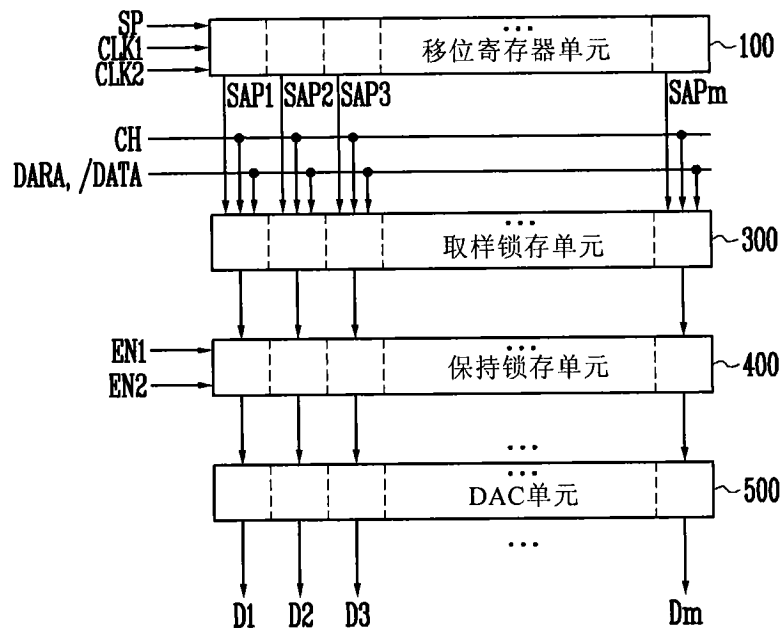 SP
CLK1
CLK2
移位寄存器单元
100
SAP1
SAP2
SAP3
SAPm
CH
DARA, /DATA
取样锁存单元
300
EN1
EN2
保持锁存单元
400
DAC单元
500
D1
D2
D3
Dm